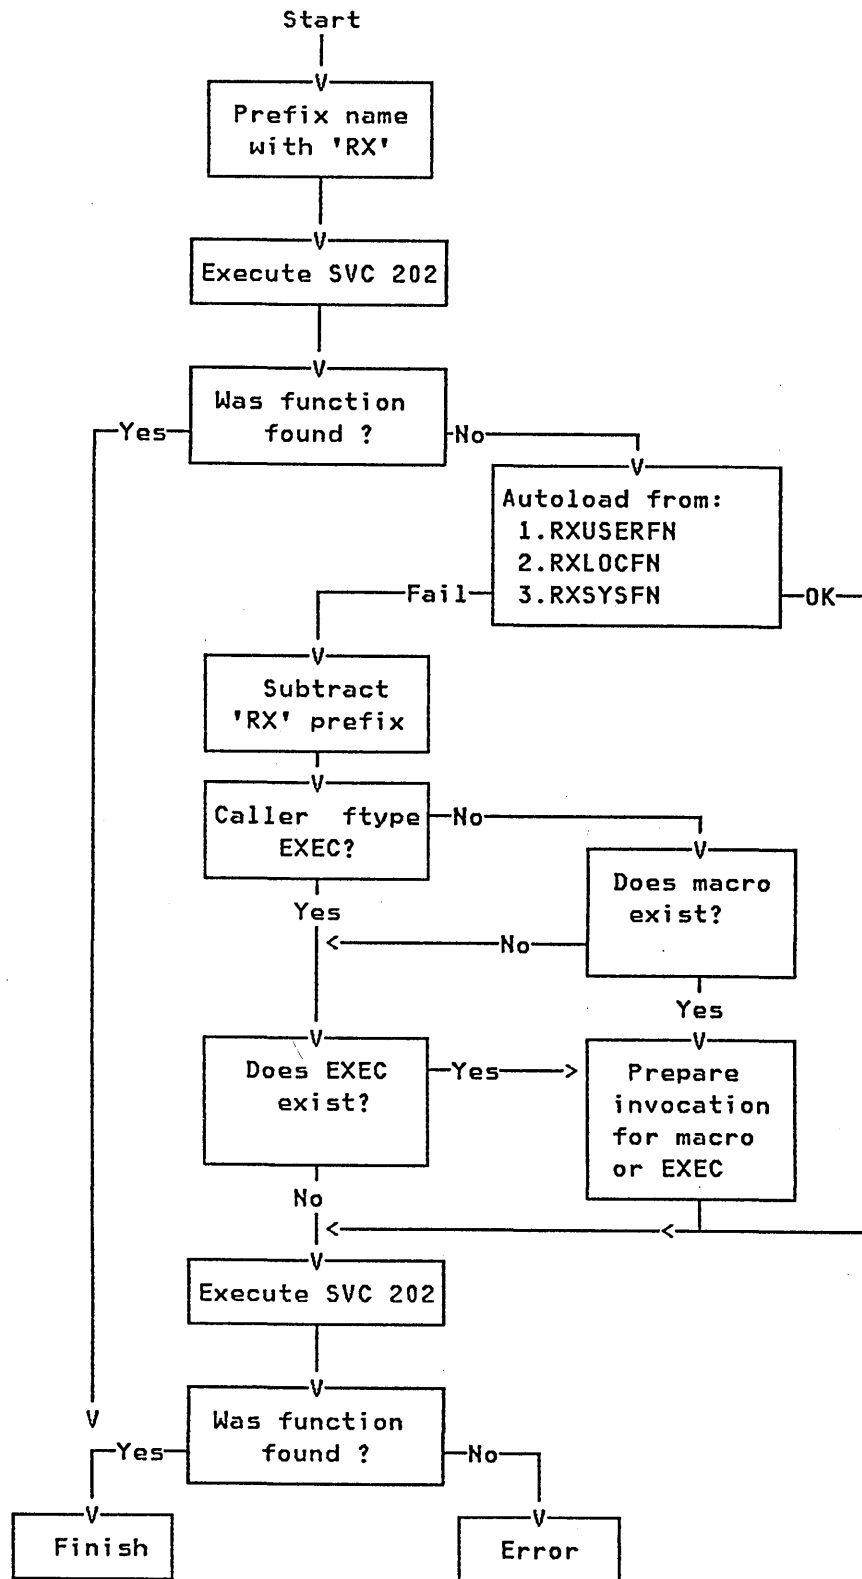 Start
Prefix name
with 'RX'
Execute SVC 202
Was function
found ?
Yes
No
Autoload from:
1.RXUSERFN
2.RXLOCFN
3.RXSYSFN
Fail
OK
Subtract
'RX' prefix
Caller ftype
EXEC?
No
Does macro
exist?
Yes
No
Yes
Does EXEC
exist?
Yes
Prepare
invocation
for macro
or EXEC
No
Execute SVC 202
Was function
found ?
Yes
No
Finish
Error